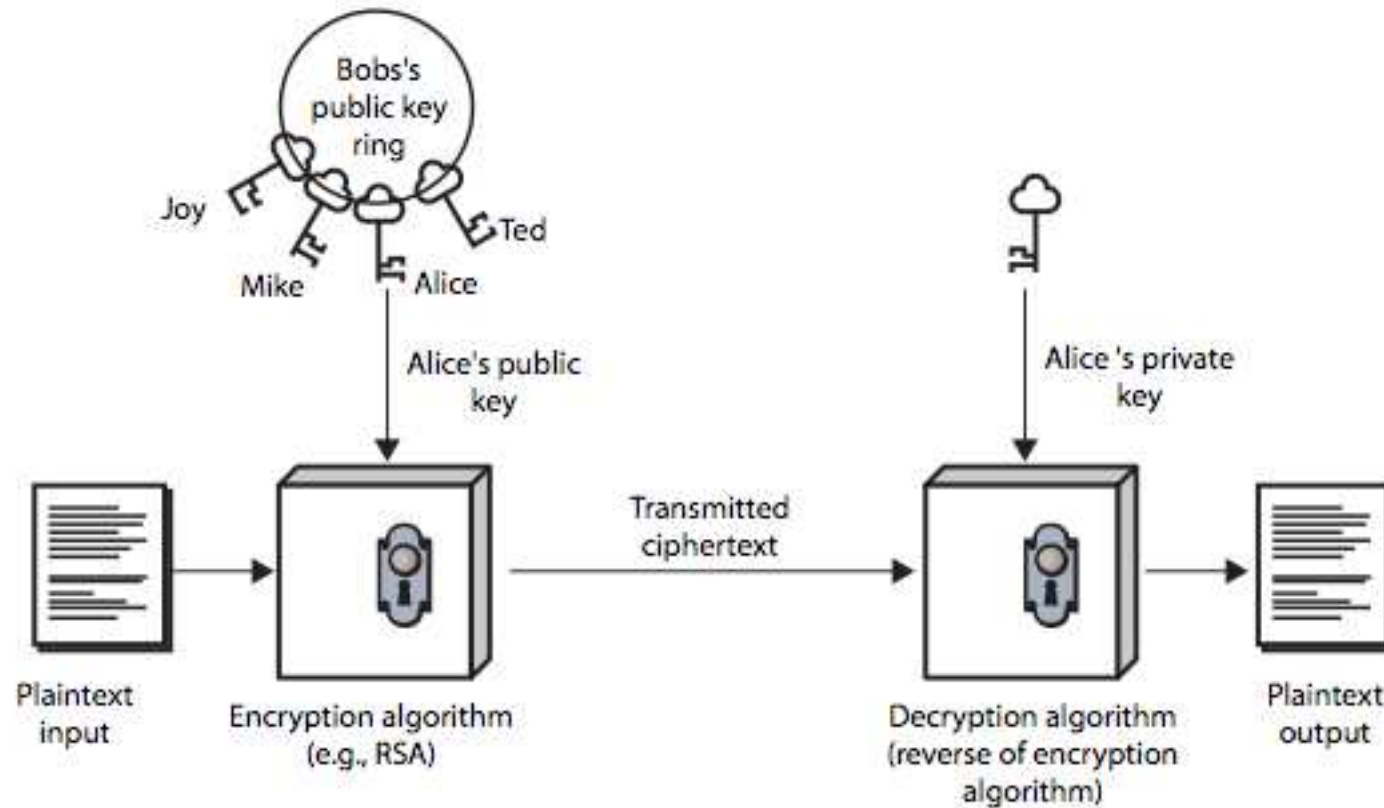 Bobs's
public key
ring
Joy
Mike
Alice
Ted
Alice's public
key
Alice 's private
key
Transmitted
ciphertext
Plaintext
input
Encryption algorithm
(e.g., RSA)
Decryption algorithm
(reverse of encryption
algorithm)
Plaintext
output